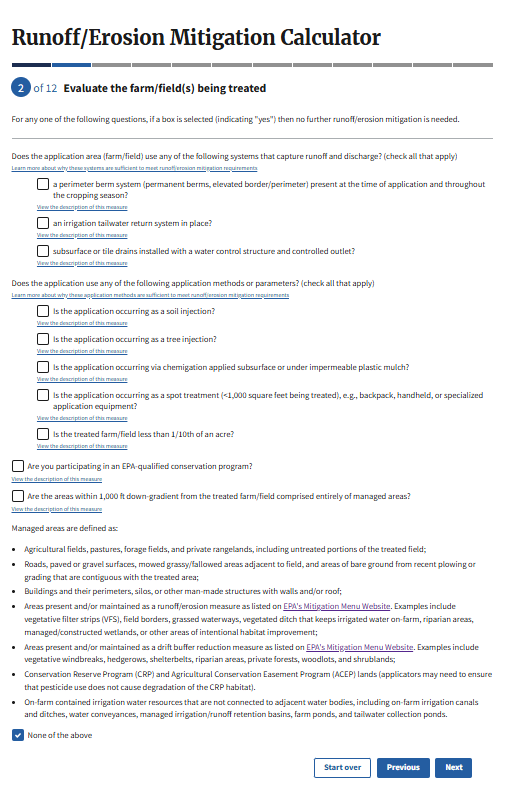 Runoff/Erosion Mitigation Calculator
2 of 12 Evaluate the farm/field(s) being treated
For any one of the following questions, if a box is selected (indicating "yes") then no further runoff/erosion mitigation is needed.
Does the application area (farm/field) use any of the following systems that capture runoff and discharge? (check all that apply)
Learn more about why these systems are sufficient to meet runoff/erosion mitigation requirements
a perimeter berm system (permanent berms, elevated border/perimeter) present at the time of application and throughout
the cropping season?
View the description of this measure
an irrigation tailwater return system in place?
View the description of this measure
subsurface or tile drains installed with a water control structure and controlled outlet?
View the description of this measure
Does the application use any of the following application methods or parameters? (check all that apply)
Learn more about why these application methods are sufficient to meet runoff/erosion mitigation requirements
Is the application occurring as a soil injection?
View the description of this measure
Is the application occurring as a tree injection?
View the description of this measure
Is the application occurring via chemigation applied subsurface or under impermeable plastic mulch?
View the description of this measure
Is the application occurring as a spot treatment (<1,000 square feet being treated), e.g., backpack, handheld, or specialized
application equipment?
View the description of this measure
Is the treated farm/field less than 1/10th of an acre?
View the description of this measure
Are you participating in an EPA-qualified conservation program?
View the description of this measure
Are the areas within 1,000 ft down-gradient from the treated farm/field comprised entirely of managed areas?
View the description of this measure
Managed areas are defined as:
• Agricultural fields, pastures, forage fields, and private rangelands, including untreated portions of the treated field;
• Roads, paved or gravel surfaces, mowed grassy/fallowed areas adjacent to field, and areas of bare ground from recent plowing or
grading that are contiguous with the treated area;
• Buildings and their perimeters, silos, or other man-made structures with walls and/or roof;
• Areas present and/or maintained as a runoff/erosion measure as listed on EPA's Mitigation Menu Website. Examples include
vegetative filter strips (VFS), field borders, grassed waterways, vegetated ditch that keeps irrigated water on-farm, riparian areas,
managed/constructed wetlands, or other areas of intentional habitat improvement;
• Areas present and/or maintained as a drift buffer reduction measure as listed on EPA's Mitigation Menu Website. Examples include
vegetative windbreaks, hedgerows, shelterbelts, riparian areas, private forests, woodlots, and shrublands;
• Conservation Reserve Program (CRP) and Agricultural Conservation Easement Program (ACEP) lands (applicators may need to ensure
that pesticide use does not cause degradation of the CRP habitat).
• On-farm contained irrigation water resources that are not connected to adjacent water bodies, including on-farm irrigation canals
and ditches, water conveyances, managed irrigation/runoff retention basins, farm ponds, and tailwater collection ponds.
None of the above
Start over Previous Next